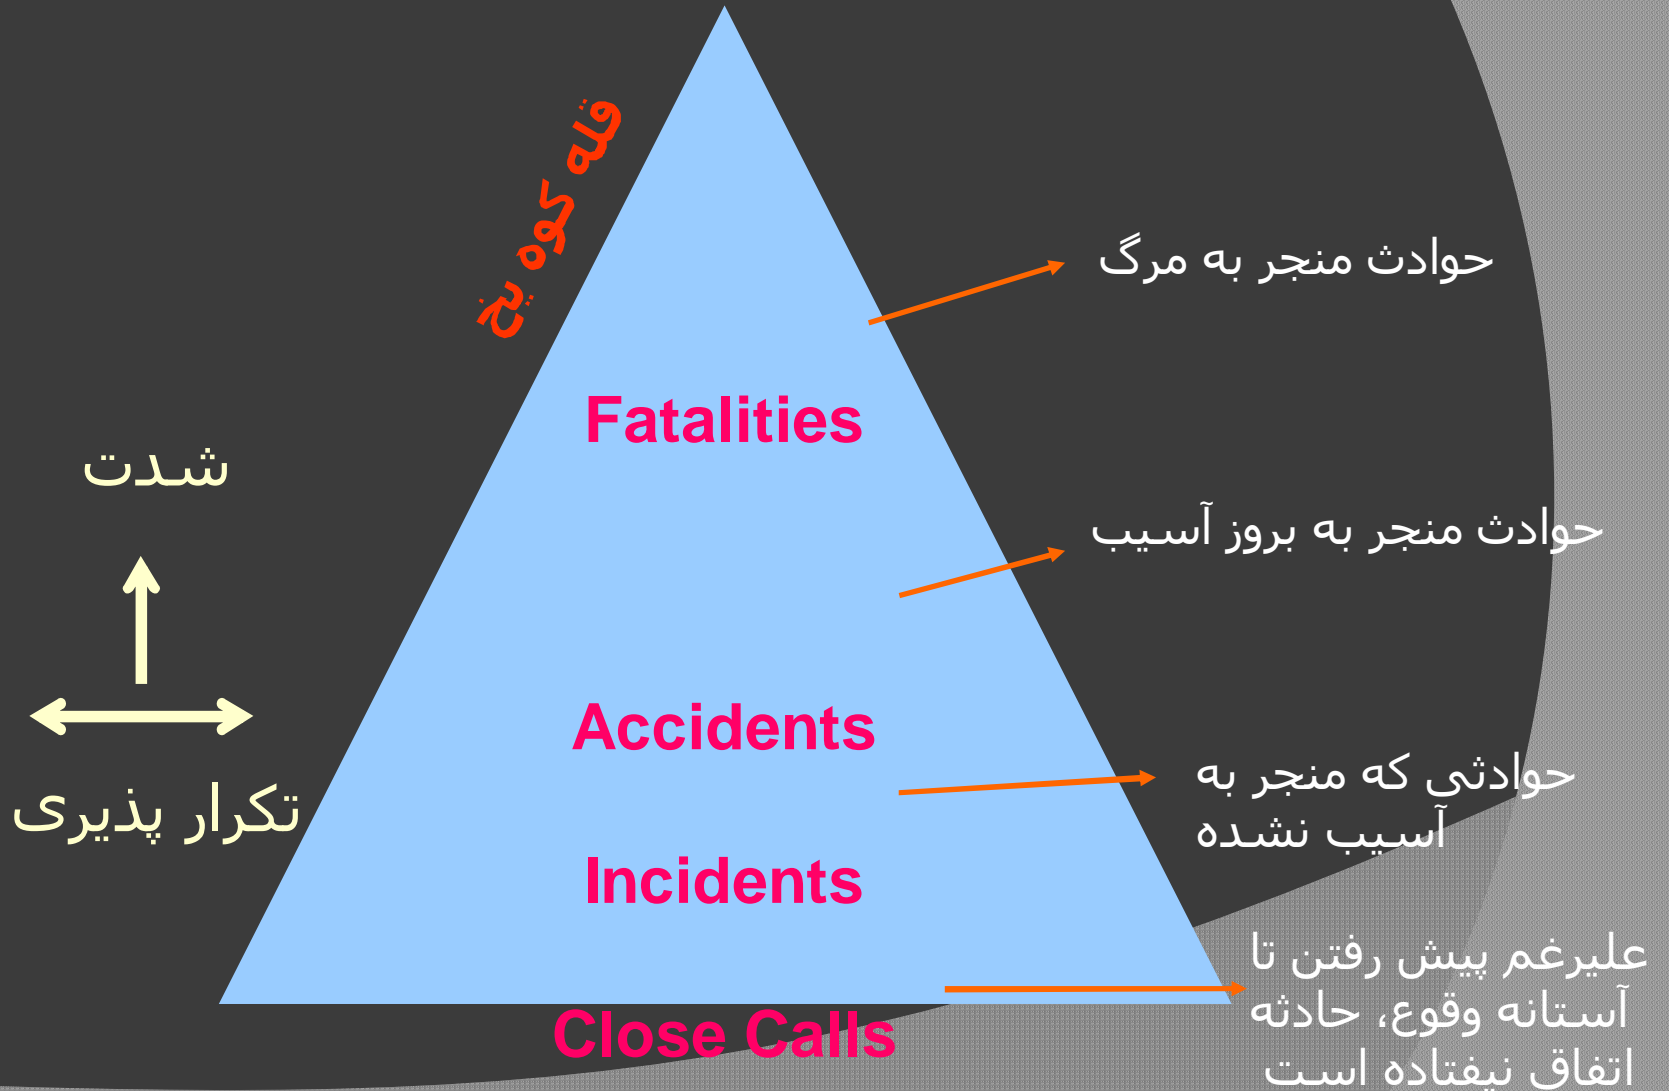 قله کوه یخ
حوادث منجر به مرگ
Fatalities
شدت
حوادث منجر به بروز آسیب
Accidents
تکرار پذیری
حوادثی که منجر به
آسیب نشده
Incidents
علیرغم پیش رفتن تا
آستانه وقوع، حادثه
اتفاق نیفتاده است
Close Calls